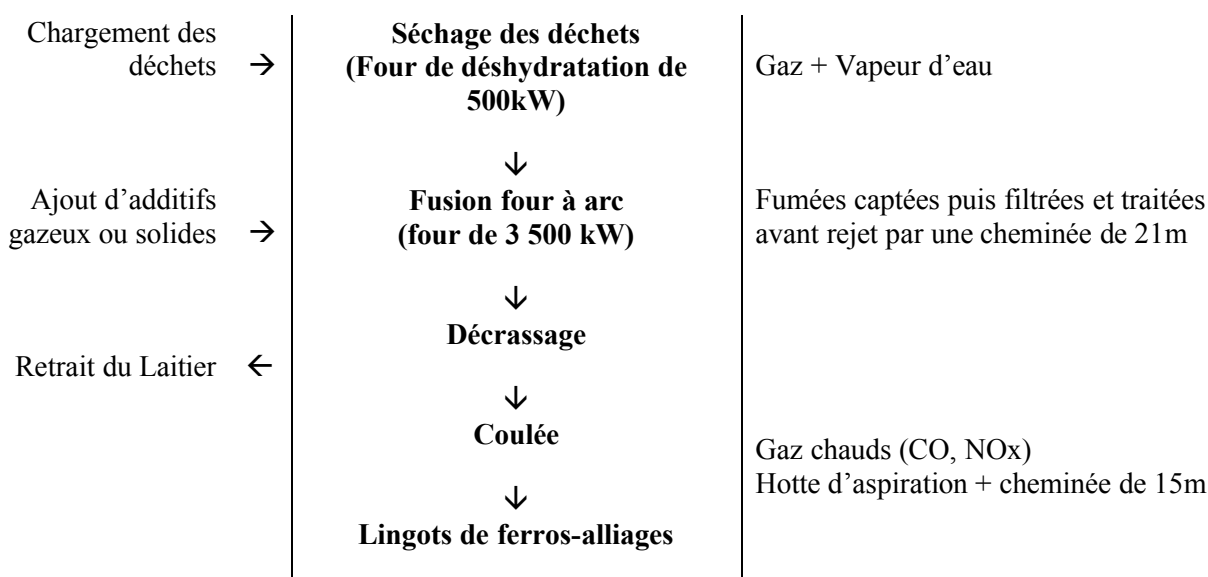 Chargement des
déchets →
Séchage des déchets
(Four de déshydratation de
500kW)
Gaz + Vapeur d’eau
↓
Ajout d’additifs
gazeux ou solides →
Fusion four à arc
(four de 3 500 kW)
Fumées captées puis filtrées et traitées
avant rejet par une cheminée de 21m
↓
Décrassage
Retrait du Laitier ←
↓
Coulée
Gaz chauds (CO, NOx)
Hotte d’aspiration + cheminée de 15m
↓
Lingots de ferros-alliages